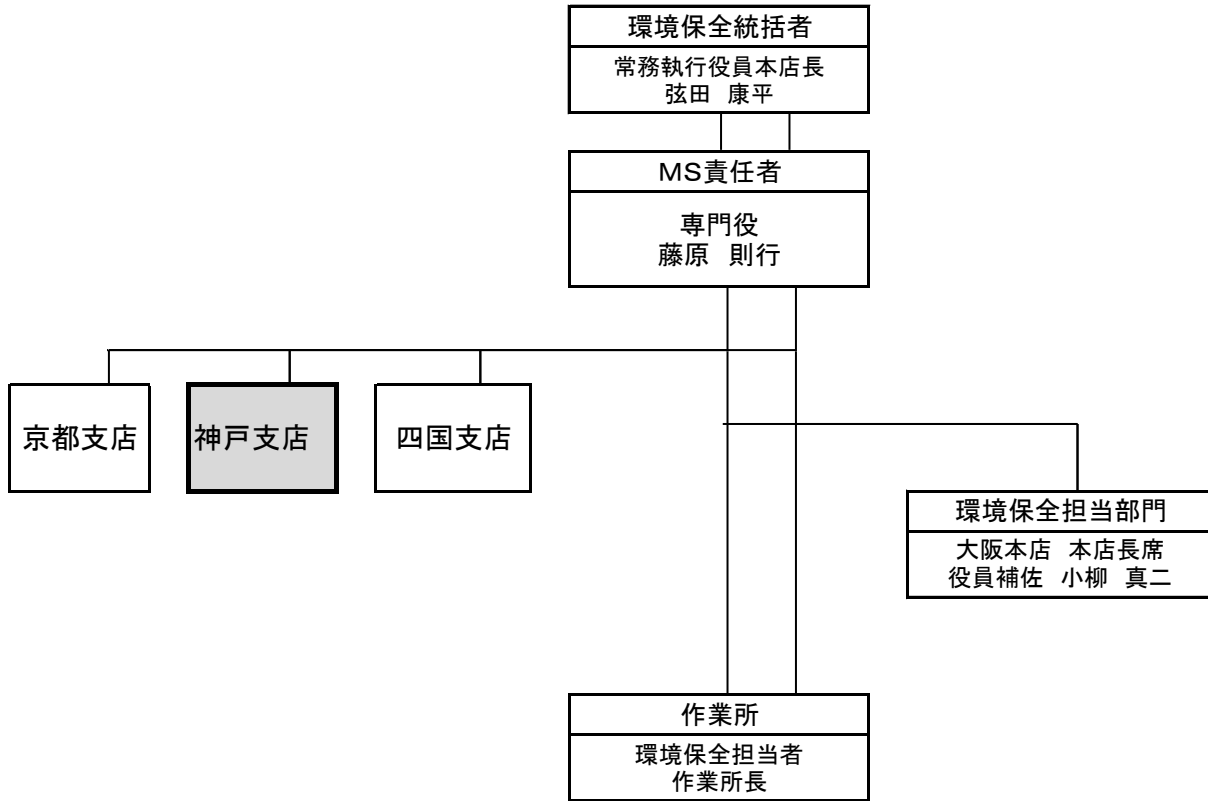 環境保全統括者
常務執行役員本店長
弦田　康平
MS責任者
専門役
藤原　則行
京都支店
神戸支店
四国支店
環境保全担当部門
大阪本店　本店長席
役員補佐　小柳　真二
作業所
環境保全担当者
作業所長